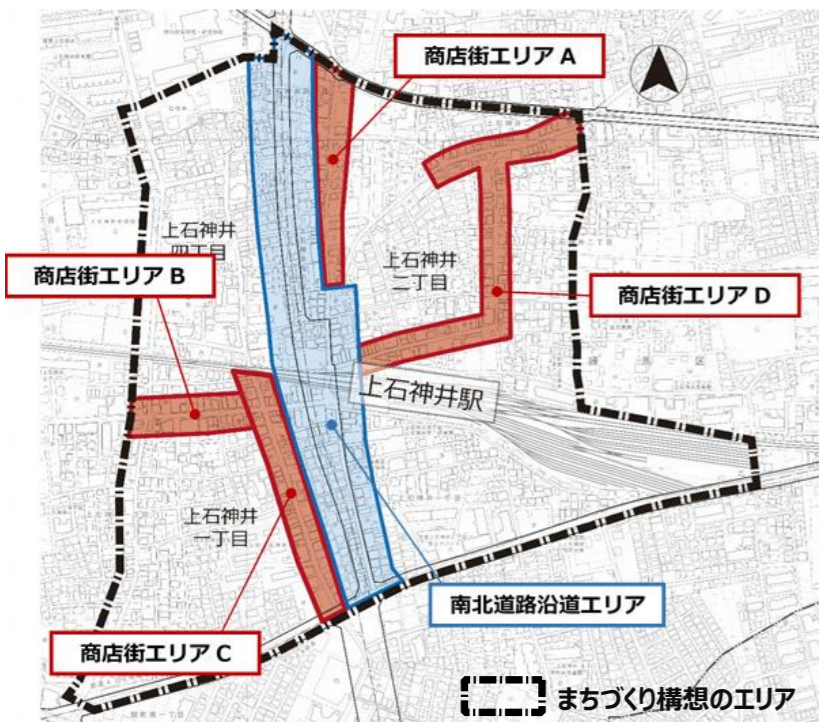 商店街エリア A
上石神井
四丁目
上石神井
二丁目
商店街エリア B
商店街エリア D
上石神井駅
上石神井
一丁目
南北道路沿道エリア
商店街エリア C
まちづくり構想のエリア